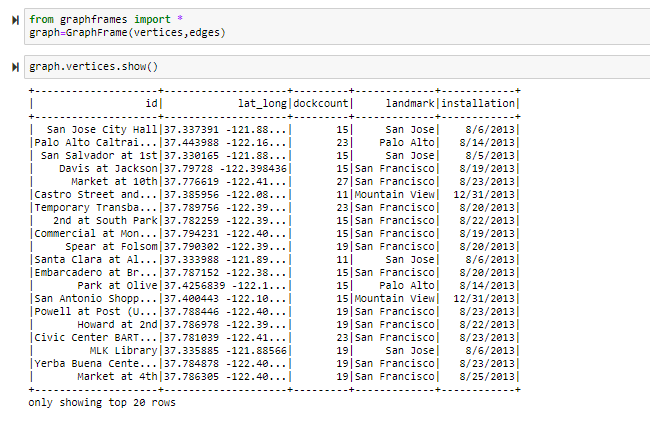 from graphframes import *
graph=GraphFrame(vertices,edges)
graph.vertices.show()
+--------------------+--------------------+---------+-------------+------------+
|                  id|            lat_long|dockcount|     landmark|installation|
+--------------------+--------------------+---------+-------------+------------+
|  San Jose City Hall|37.337391 -121.88...|       15|     San Jose|    8/6/2013|
|Palo Alto Caltrai...|37.443988 -122.16...|       23|    Palo Alto|   8/14/2013|
| San Salvador at 1st|37.330165 -121.88...|       15|     San Jose|    8/5/2013|
|    Davis at Jackson|37.79728 -122.398436|       15|San Francisco|   8/19/2013|
|      Market at 10th|37.776619 -122.41...|       27|San Francisco|   8/23/2013|
|Castro Street and...|37.385956 -122.08...|       11|Mountain View|  12/31/2013|
|Temporary Transba...|37.789756 -122.39...|       23|San Francisco|   8/20/2013|
|   2nd at South Park|37.782259 -122.39...|       15|San Francisco|   8/22/2013|
|Commercial at Mon...|37.794231 -122.40...|       15|San Francisco|   8/19/2013|
|     Spear at Folsom|37.790302 -122.39...|       19|San Francisco|   8/20/2013|
|Santa Clara at Al...|37.333988 -121.89...|       11|     San Jose|    8/6/2013|
|Embarcadero at Br...|37.787152 -122.38...|       15|San Francisco|   8/20/2013|
|       Park at Olive|37.4256839 -122.1...|       15|    Palo Alto|   8/14/2013|
|San Antonio Shopp...|37.400443 -122.10...|       15|Mountain View|  12/31/2013|
|Powell at Post (U...|37.788446 -122.40...|       19|San Francisco|   8/23/2013|
|       Howard at 2nd|37.786978 -122.39...|       19|San Francisco|   8/22/2013|
|Civic Center BART...|37.781039 -122.41...|       23|San Francisco|   8/23/2013|
|         MLK Library|37.335885 -121.88566|       19|     San Jose|    8/6/2013|
|Yerba Buena Cente...|37.784878 -122.40...|       19|San Francisco|   8/23/2013|
|       Market at 4th|37.786305 -122.40...|       19|San Francisco|   8/25/2013|
+--------------------+--------------------+---------+-------------+------------+
only showing top 20 rows